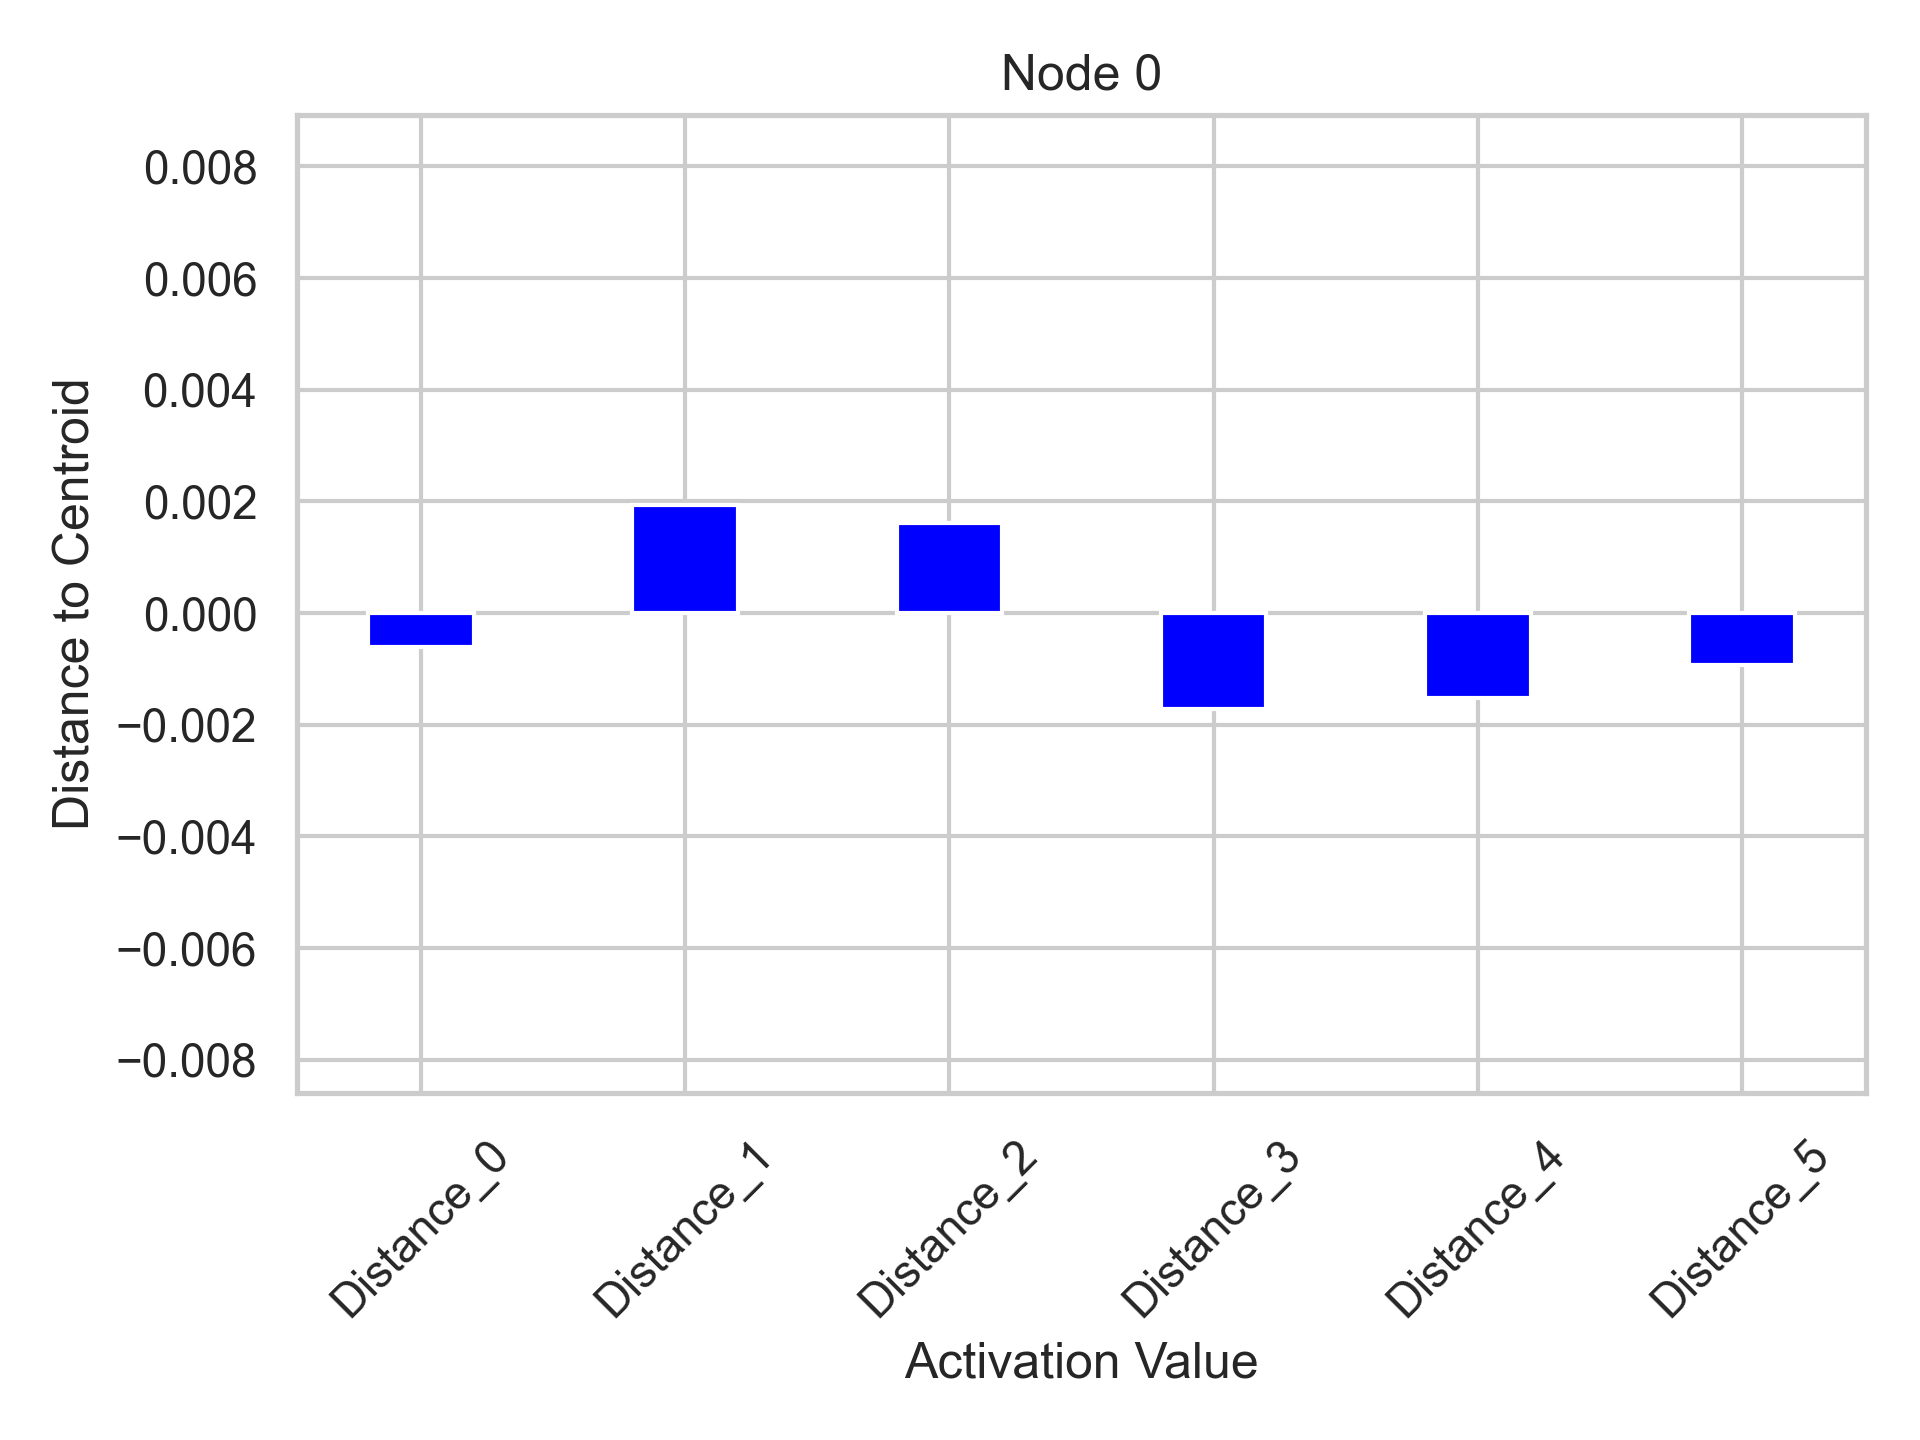 Node 0
Distance to Centroid
0.008
0.006
0.004
0.002
0.000
−0.002
−0.004
−0.006
−0.008
Distance_0
Distance_1
Distance_2
Distance_3
Distance_4
Distance_5
Activation Value